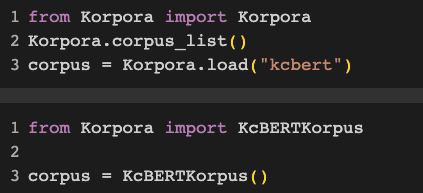 1 from Korpora import Korpora
2 Korpora.corpus_list()
3 corpus = Korpora.load("kcbert")
1 from Korpora import KcBERTKorpus
2
3 corpus = KcBERTKorpus()